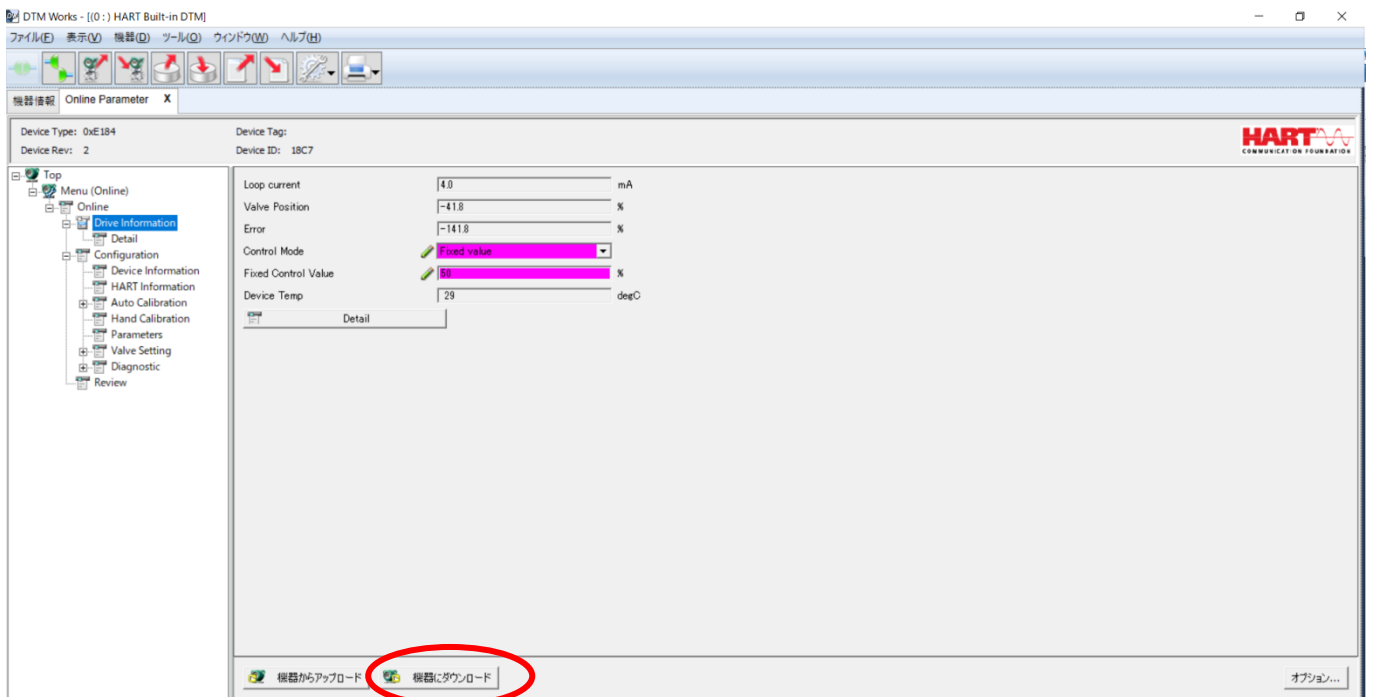 DTM Works - [(0 : ) HART Built-in DTM]
ファイル(F) 表示(V) 機器(D) ツール(O) ウィンドウ(W) ヘルプ(H)
機器情報 Online Parameter X
Device Type: 0xE184 Device Tag:
Device Rev: 2 Device ID: 18C7
HART
COMMUNICATION FOUNDATION
Top
Menu (Online)
Online
Drive Information
Detail
Configuration
Device Information
HART Information
Auto Calibration
Hand Calibration
Parameters
Valve Setting
Diagnostic
Review
Loop current 4.0 mA
Valve Position -41.8 %
Error -141.8 %
Control Mode Fixed value
Fixed Control Value 50 %
Device Temp 29 degC
Detail
機器からアップロード 機器にダウンロード オプション...